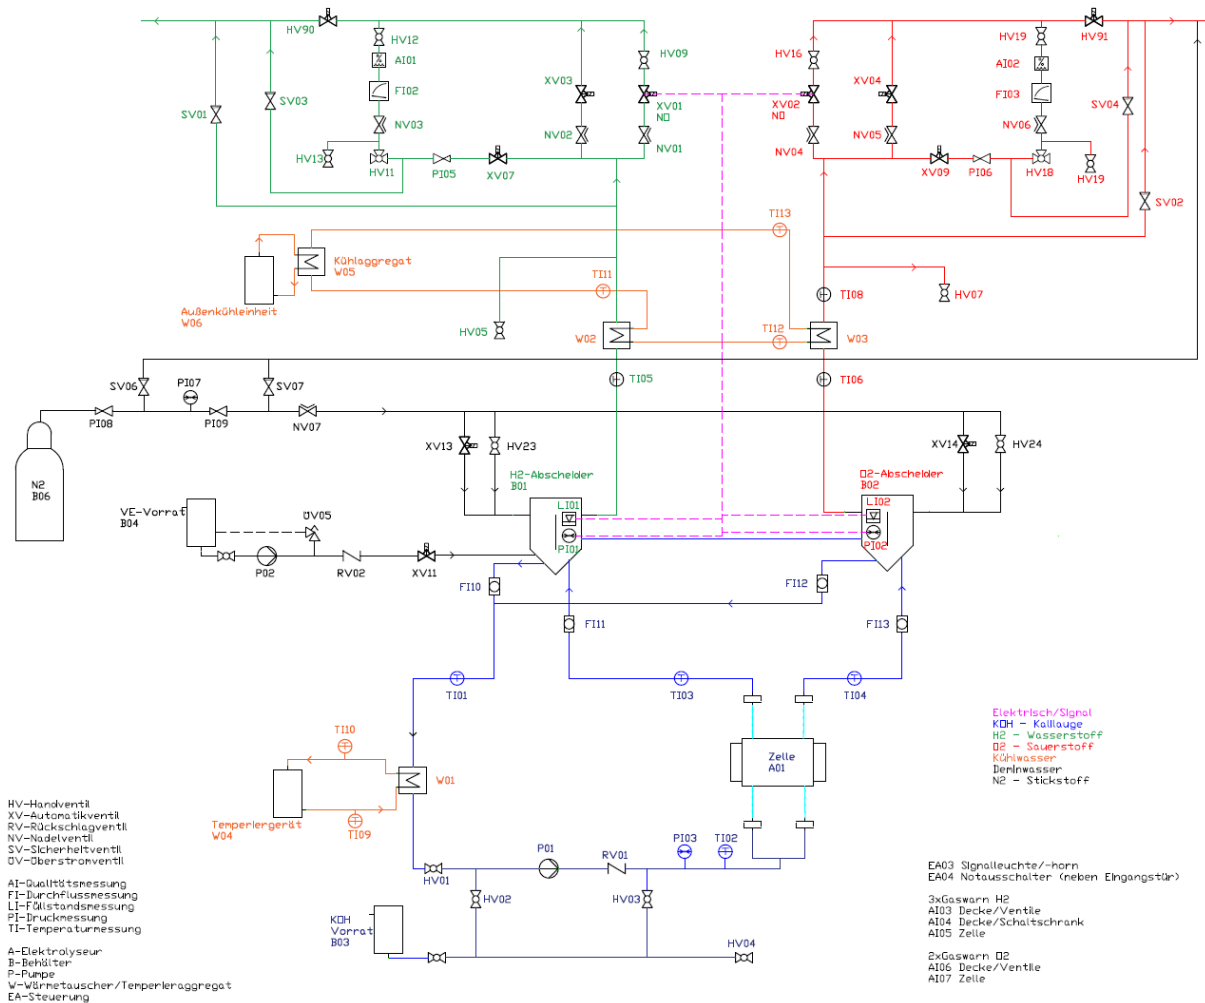 HV90
HV12
AI01
FI02
NV03
HV13
HV11
PI05
XV07
SV01
SV03
XV03
NV02
HV09
XV01
NO
NV01
HV16
XV02
NO
NV04
XV04
NV05
HV19
AI02
FI03
NV06
HV91
SV04
XV09
PI06
HV18
HV19
SV02
TI13
Kühlaggregat
W05
TI11
Außenkühleinheit
W06
HV05
W02
TI12
W03
TI08
HV07
TI05
TI06
SV06
PI07
SV07
PI08
PI09
NV07
N2
B06
XV13
HV23
XV14
HV24
H2-Abscheider
B01
LI01
PI01
O2-Abscheider
B02
LI02
PI02
VE-Vorrat
B04
ÜV05
P02
RV02
XV11
FI10
FI11
FI12
FI13
TI01
TI03
TI04
TI10
W01
Temperiergerät
W04
TI09
Zelle
A01
Elektrisch/Signal
KOH - Kalilauge
H2 - Wasserstoff
O2 - Sauerstoff
Kühlwasser
Deminwasser
N2 - Stickstoff
HV01
P01
RV01
PI03
TI02
HV02
HV03
KOH
Vorrat
B03
HV04
HV-Handventil
XV-Automatikventil
RV-Rückschlagventil
NV-Nadelventil
SV-Sicherheitventil
ÜV-Überstromventil
AI-Qualitätsmessung
FI-Durchflussmessung
LI-Füllstandsmessung
PI-Druckmessung
TI-Temperaturmessung
A-Elektrolyseur
B-Behälter
P-Pumpe
W-Wärmetauscher/Temperieraggregat
EA-Steuerung
EA03 Signalleuchte/-horn
EA04 Notausschalter (neben Eingangstür)
3xGaswarn H2
AI03 Decke/Ventile
AI04 Decke/Schaltschrank
AI05 Zelle
2xGaswarn O2
AI06 Decke/Ventile
AI07 Zelle